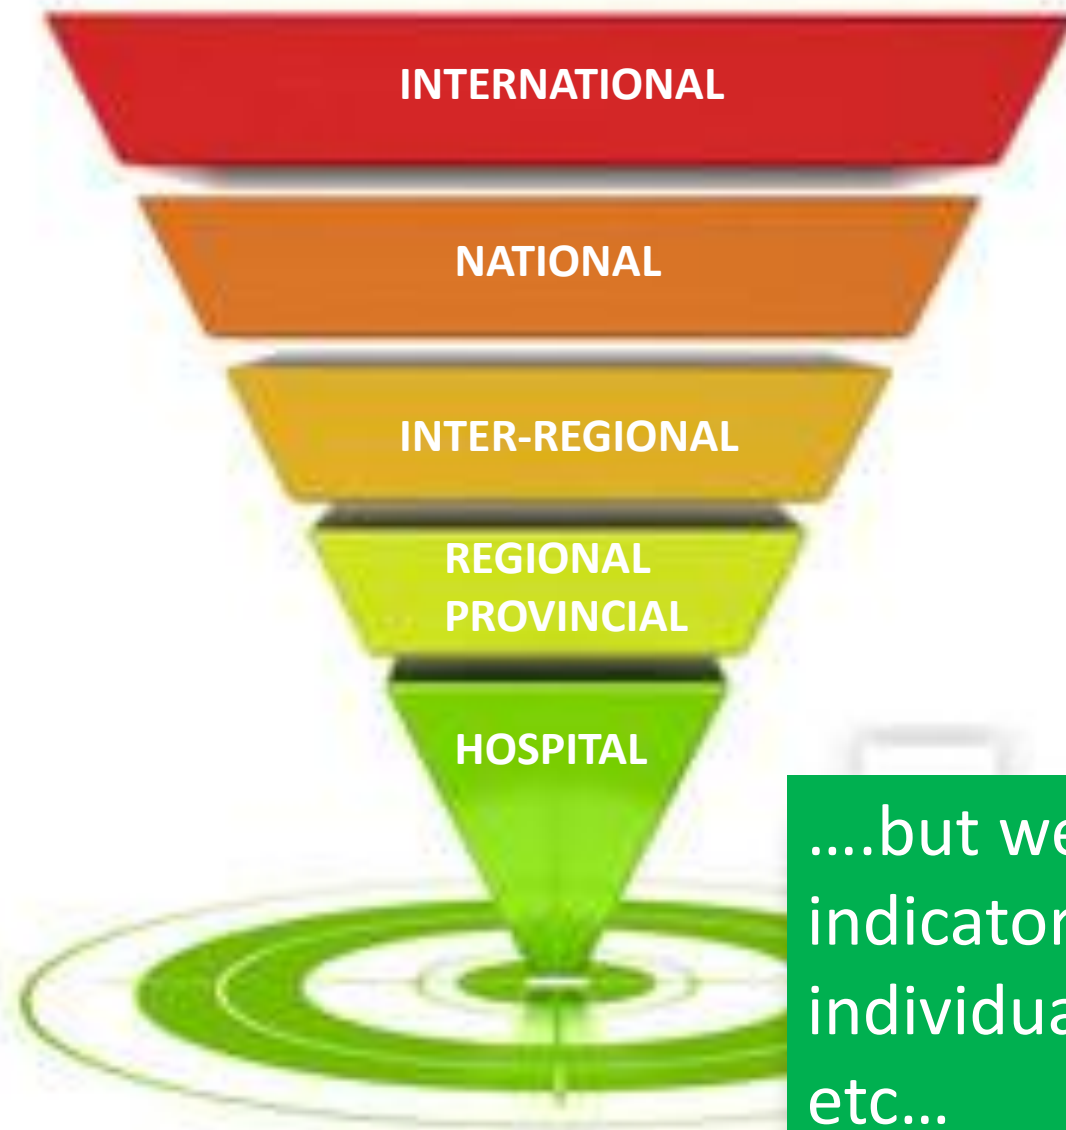 INTERNATIONAL
NATIONAL
INTER-REGIONAL
REGIONAL
PROVINCIAL
HOSPITAL
....but we
indicator
individua
etc...